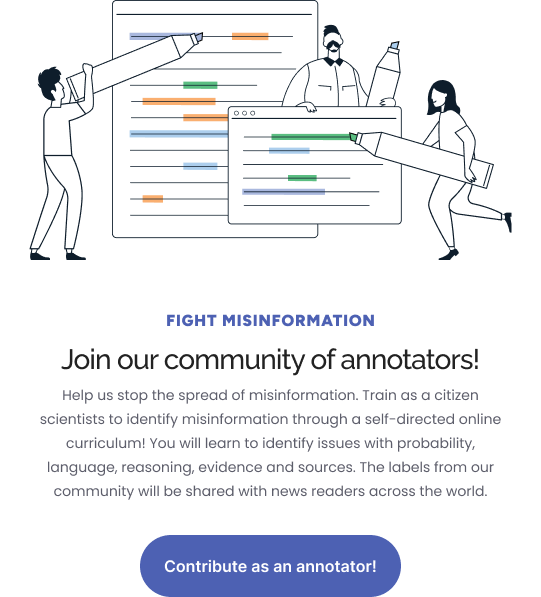 FIGHT MISINFORMATION
Join our community of annotators!
Help us stop the spread of misinformation. Train as a citizen
scientists to identify misinformation through a self-directed online
curriculum! You will learn to identify issues with probability,
language, reasoning, evidence and sources. The labels from our
community will be shared with news readers across the world.
Contribute as an annotator!